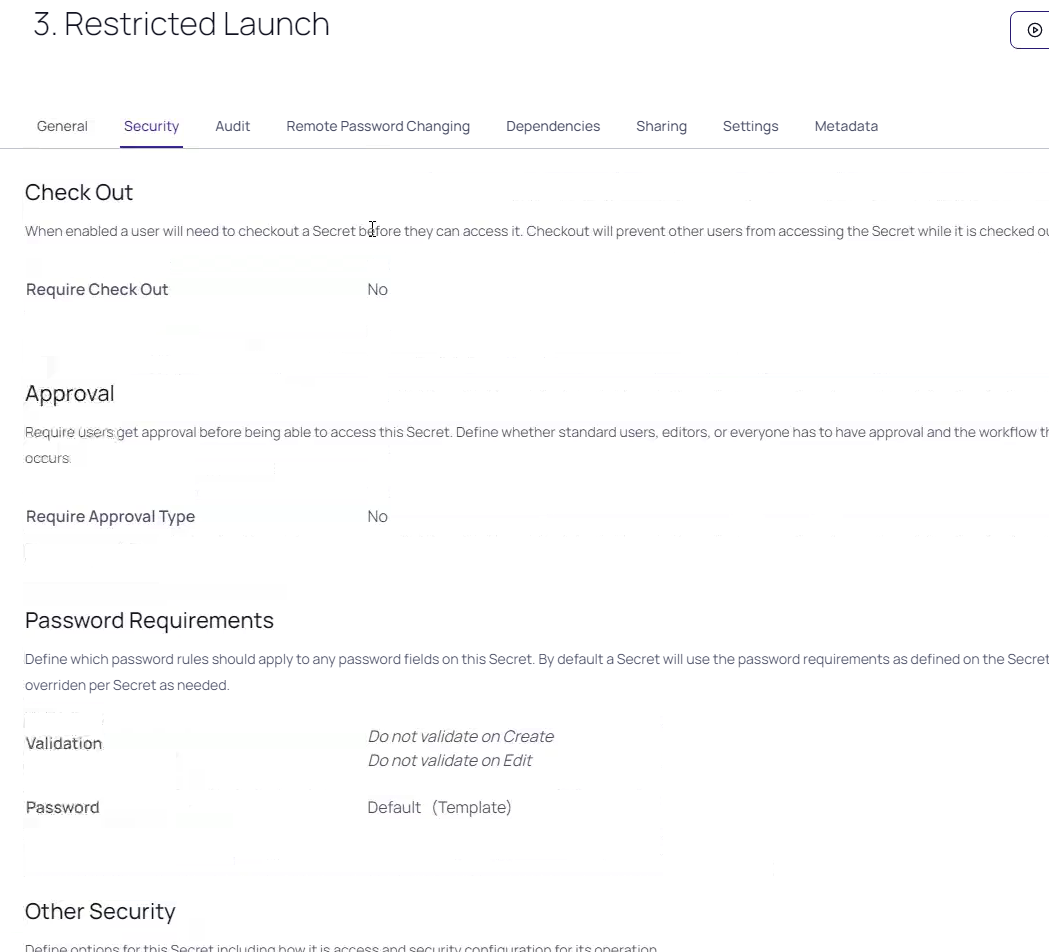 3. Restricted Launch
General Security Audit Remote Password Changing Dependencies Sharing Settings Metadata
Check Out
When enabled a user will need to checkout a Secret before they can access it. Checkout will prevent other users from accessing the Secret while it is checked
Require Check Out No
Approval
Require users get approval before being able to access this Secret. Define whether standard users, editors, or everyone has to have approval and the workflow
occurs.
Require Approval Type No
Password Requirements
Define which password rules should apply to any password fields on this Secret. By default a Secret will use the password requirements as defined on the Secret
overriden per Secret as needed.
Validation Do not validate on Create
Do not validate on Edit
Password Default (Template)
Other Security
Define options for this Secret including how it is access and security configuration for its operation.